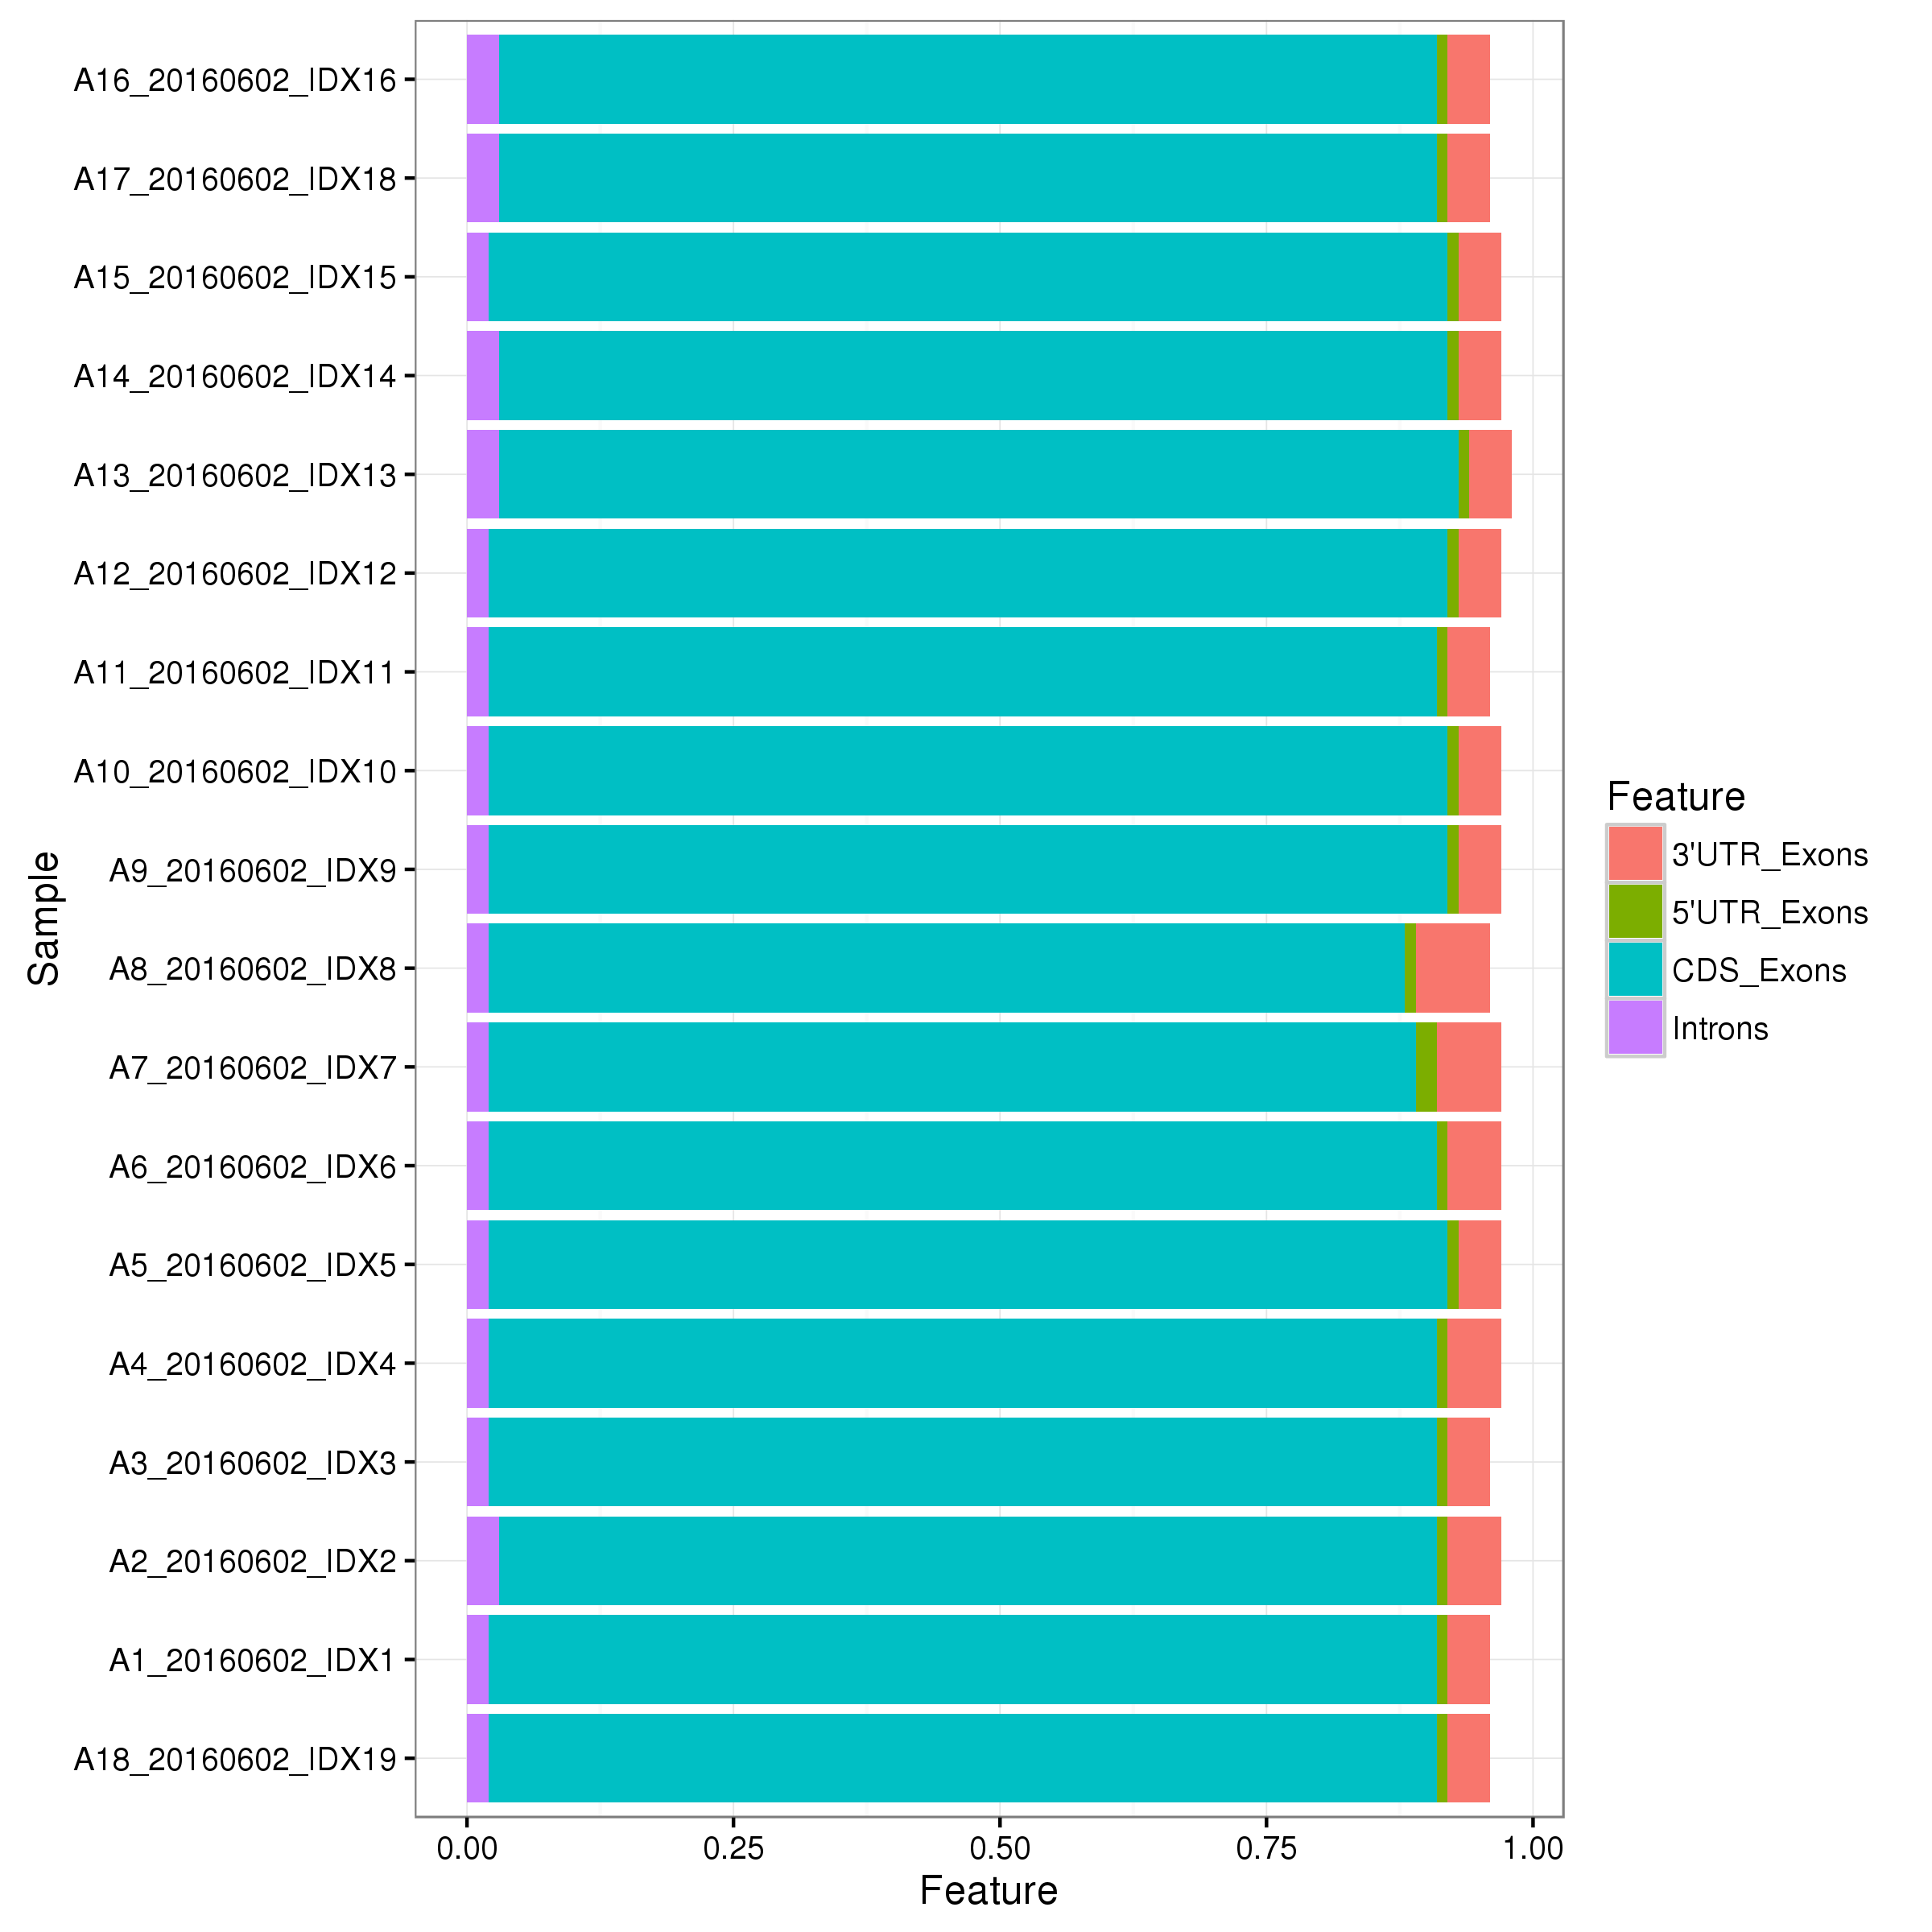 A16_20160602_IDX16
A17_20160602_IDX18
A15_20160602_IDX15
A14_20160602_IDX14
A13_20160602_IDX13
A12_20160602_IDX12
A11_20160602_IDX11
A10_20160602_IDX10
A9_20160602_IDX9
A8_20160602_IDX8
A7_20160602_IDX7
A6_20160602_IDX6
A5_20160602_IDX5
A4_20160602_IDX4
A3_20160602_IDX3
A2_20160602_IDX2
A1_20160602_IDX1
A18_20160602_IDX19
Sample
0.00 0.25 0.50 0.75 1.00
Feature
Feature
3'UTR_Exons
5'UTR_Exons
CDS_Exons
Introns